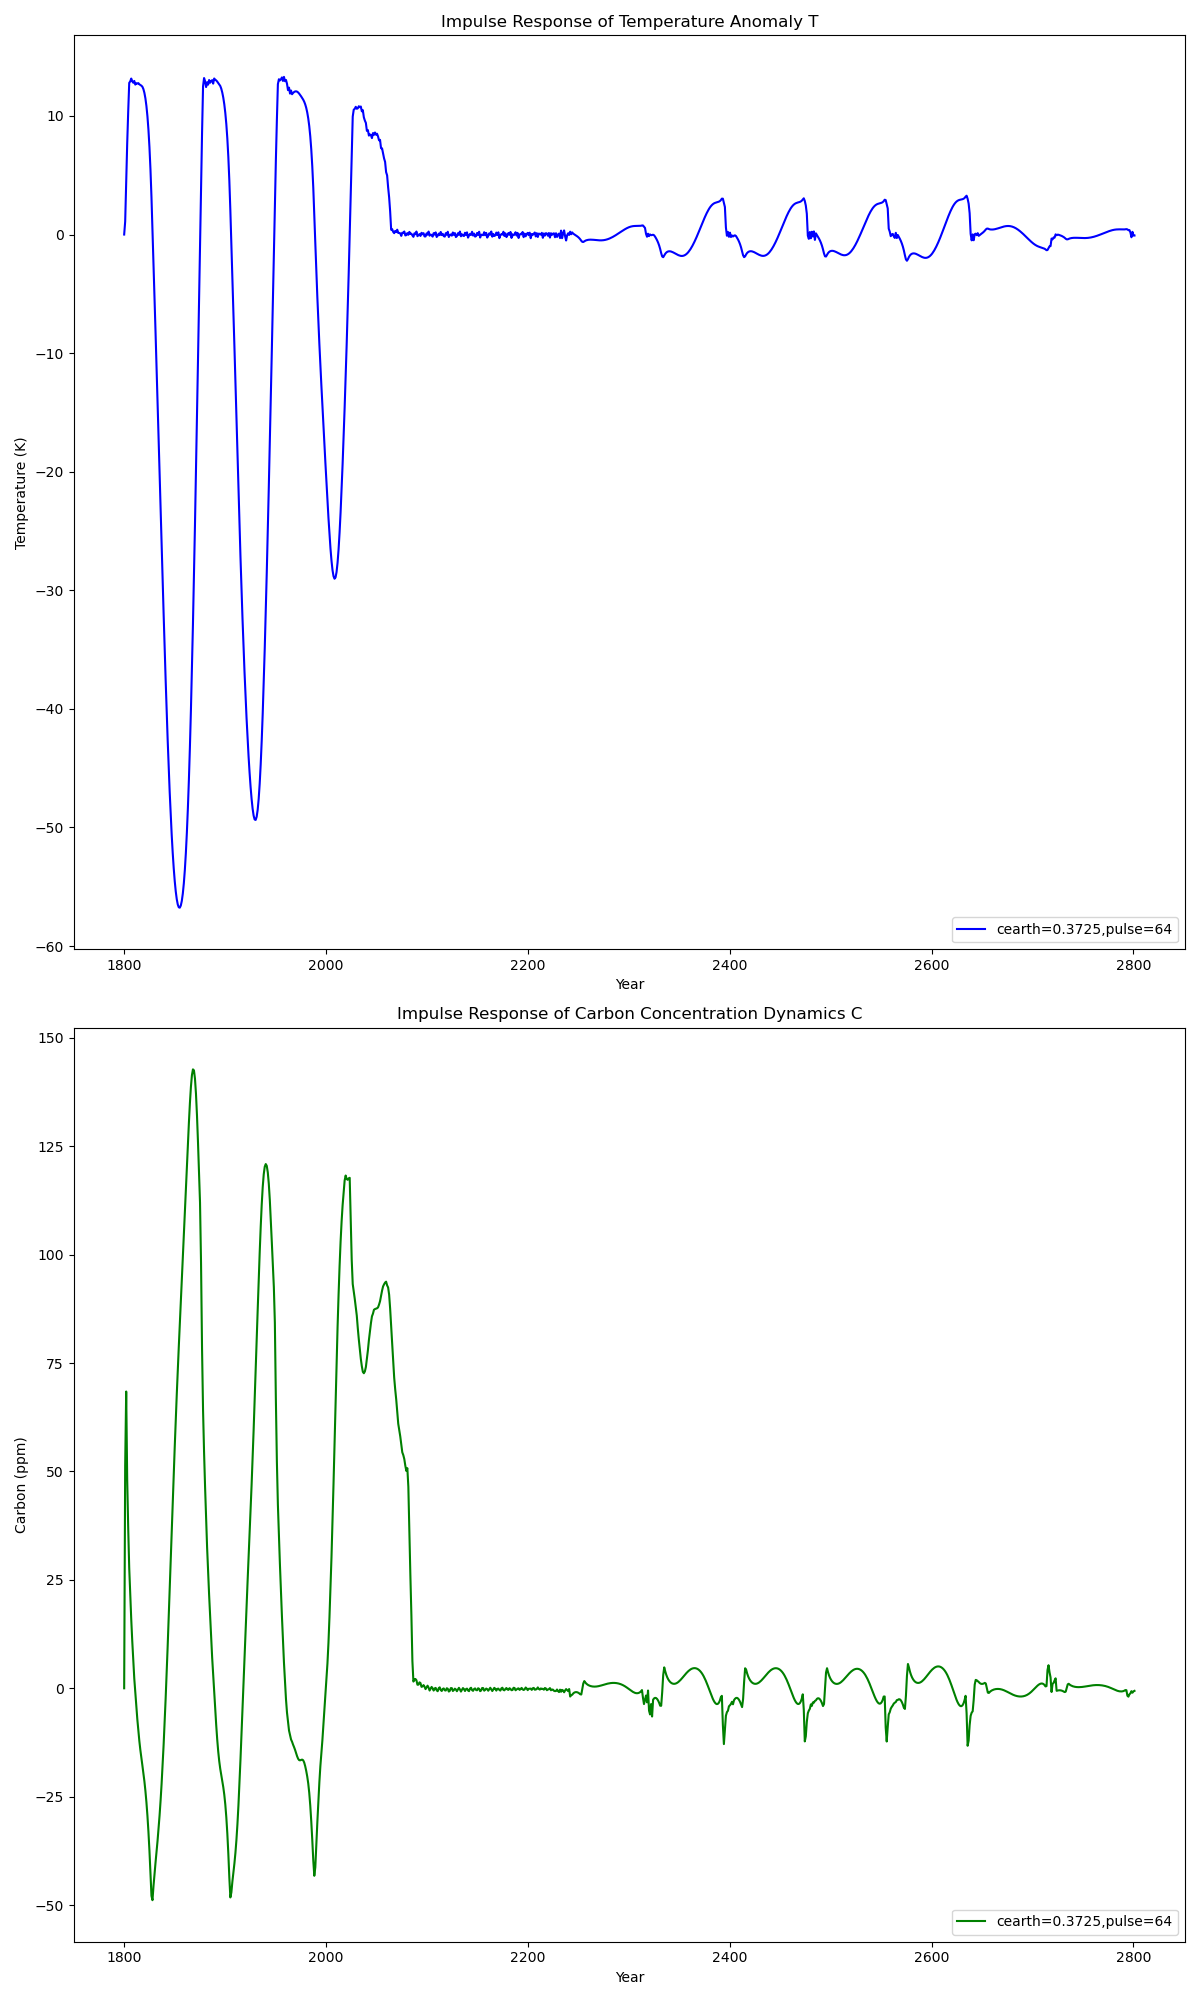 Impulse Response of Temperature Anomaly T
10
0
−10
−20
−30
−40
−50
−60
Temperature (K)
cearth=0.3725,pulse=64
1800 2000 2200 2400 2600 2800
Year
Impulse Response of Carbon Concentration Dynamics C
150
125
100
75
50
25
0
−25
−50
Carbon (ppm)
cearth=0.3725,pulse=64
1800 2000 2200 2400 2600 2800
Year